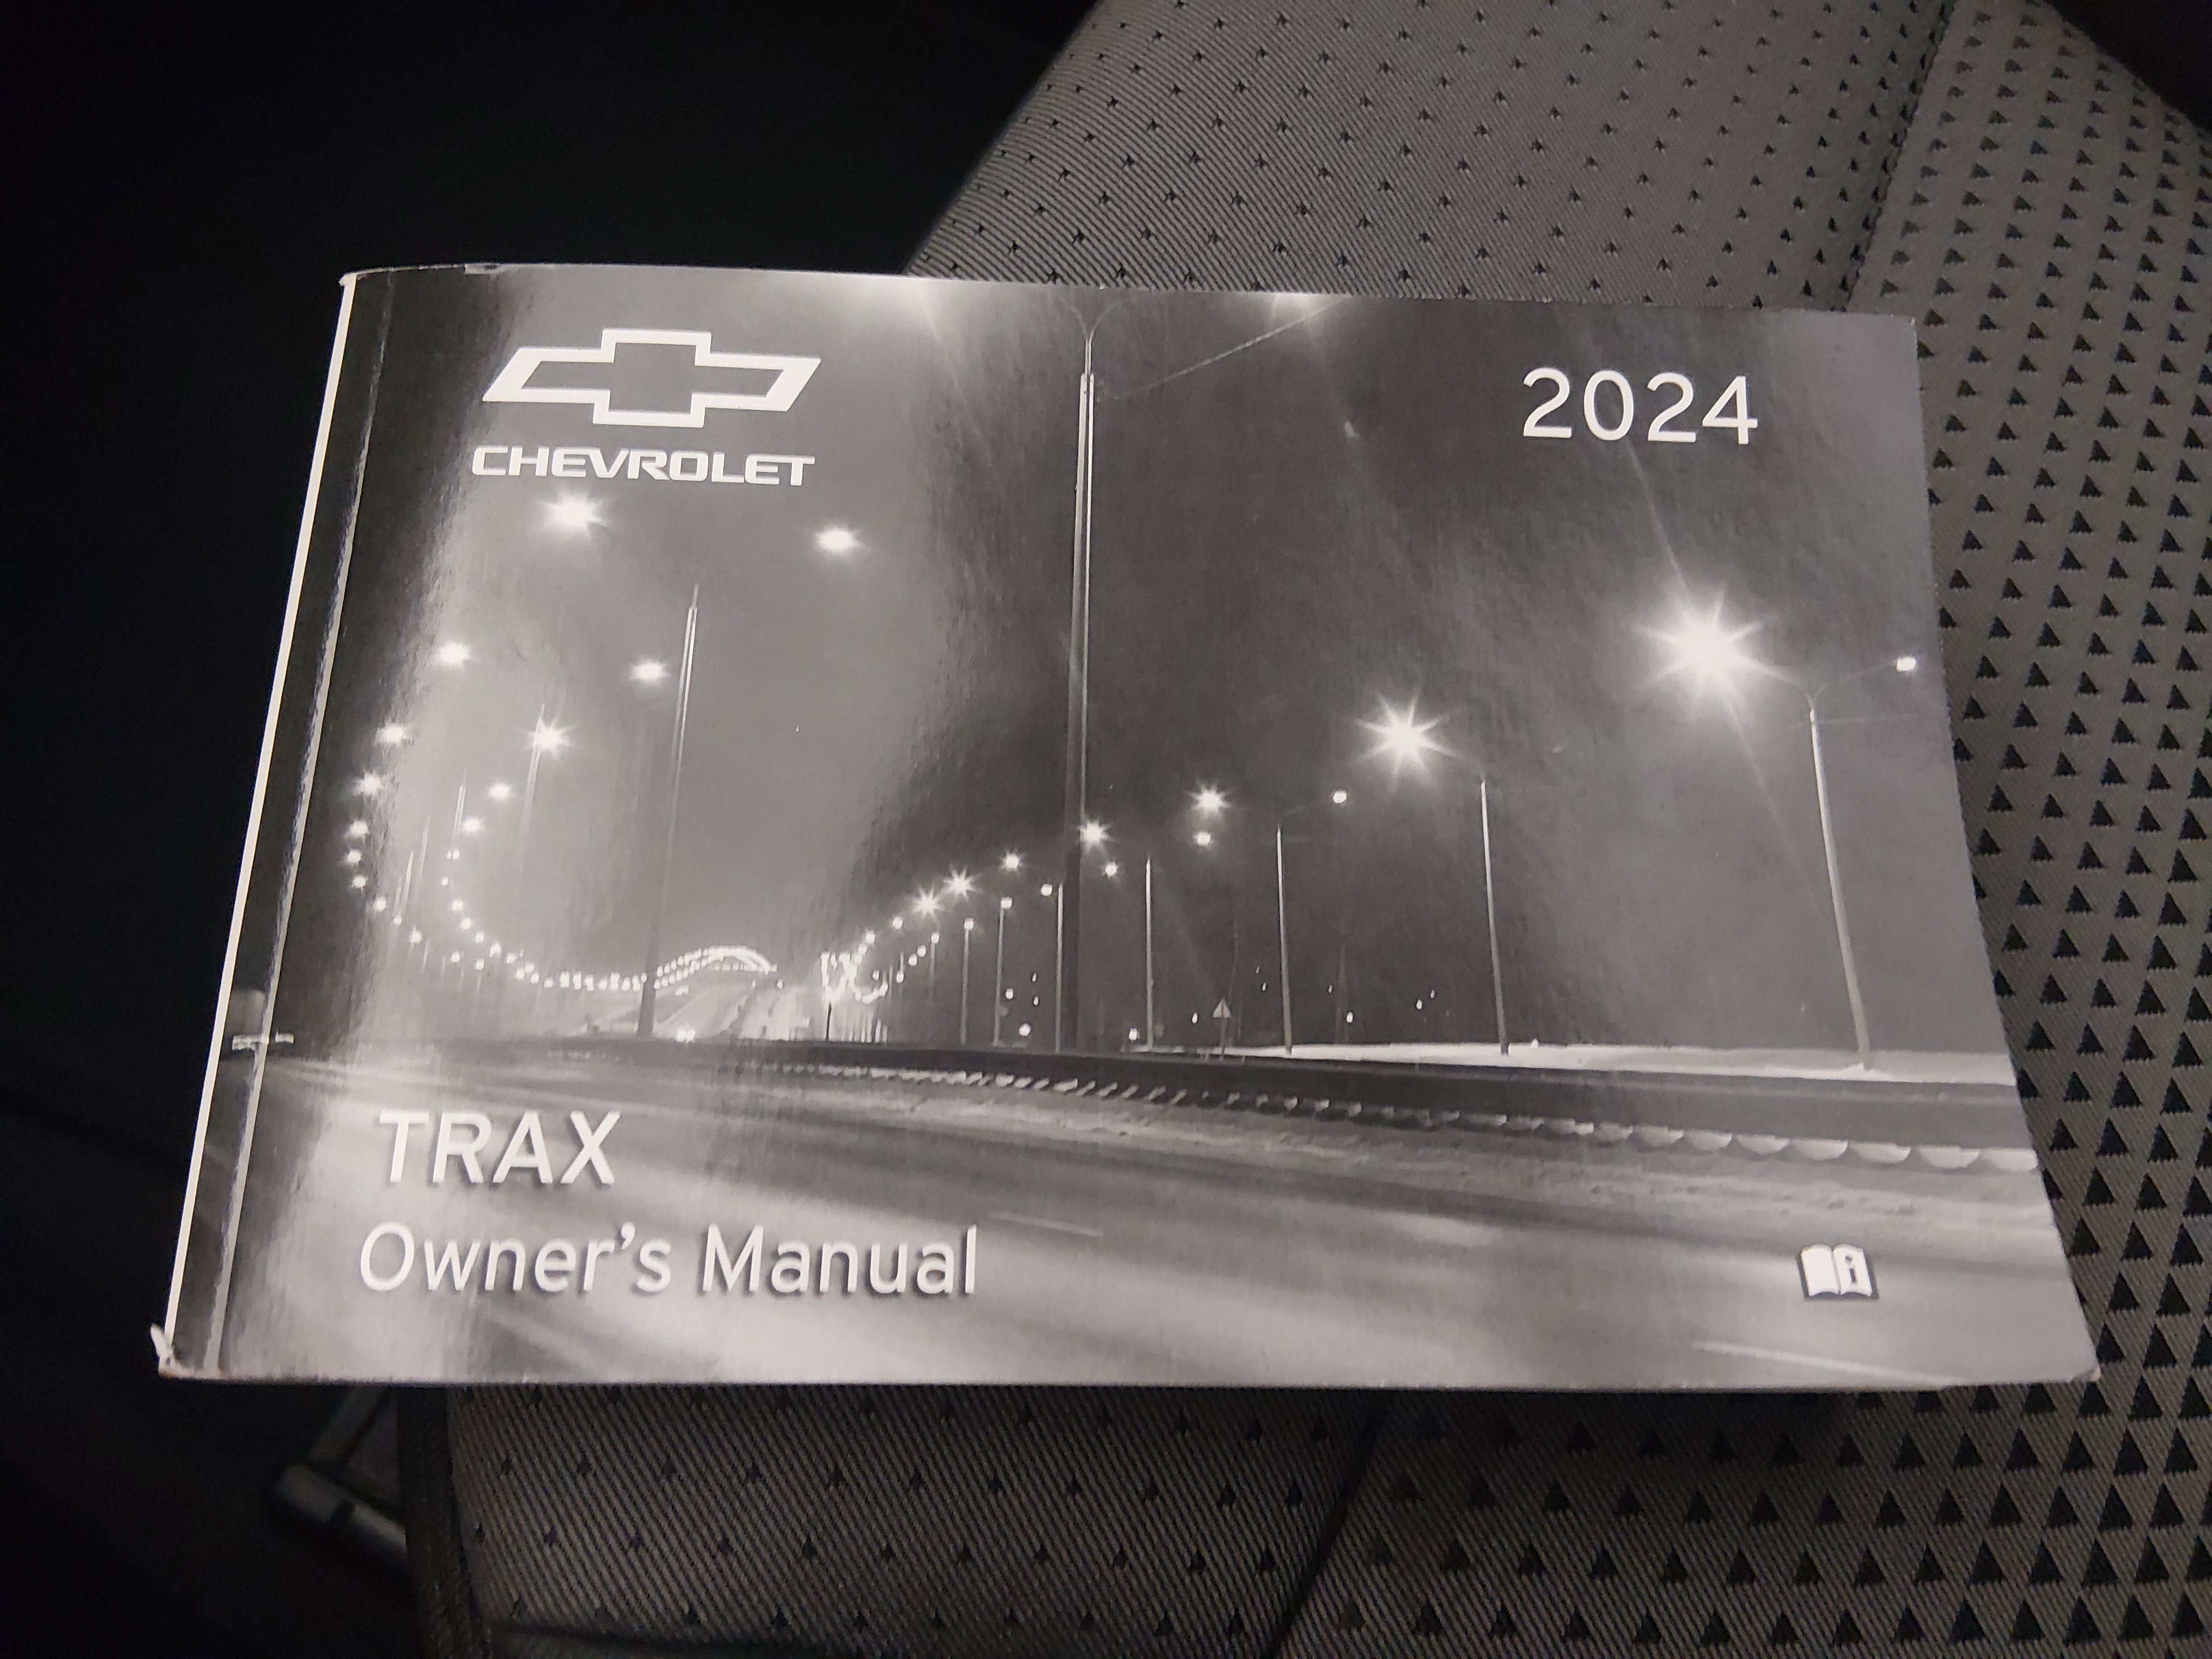 CHEVROLET
2024
TRAX
Owner's Manual